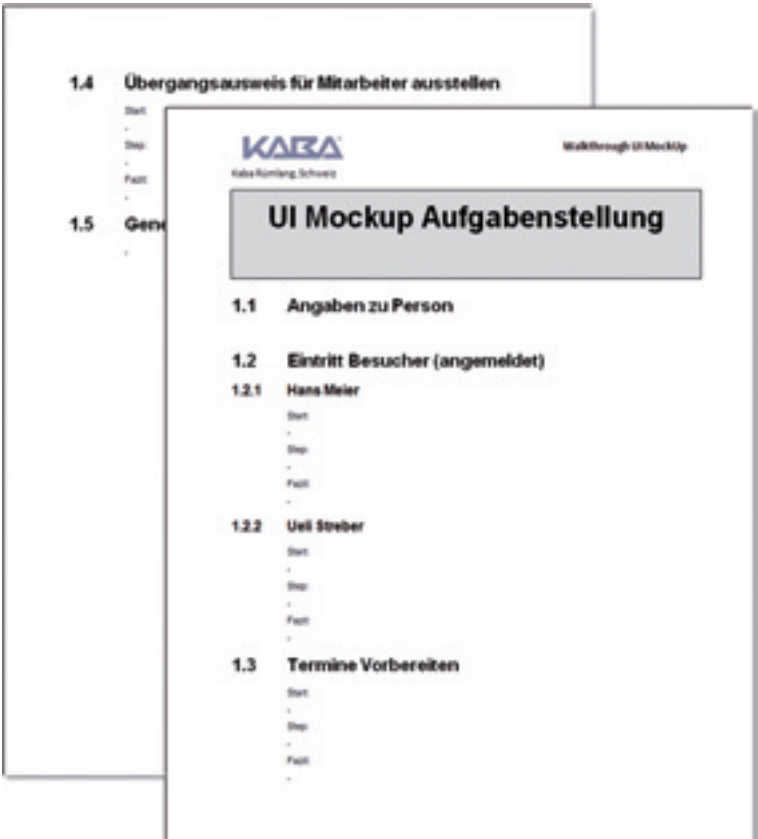 1.4 Übergangsausweis für Mitarbeiter ausstellen
Start:
-
Step:
-
Fazit:
-
1.5 Gene
-
KABA
Walkthrough UI MockUp
Kaba Rümlang, Schweiz
UI Mockup Aufgabenstellung
1.1 Angaben zu Person
1.2 Eintritt Besucher (angemeldet)
1.2.1 Hans Meier
Start:
-
Step:
-
Fazit:
-
1.2.2 Ueli Streber
Start:
-
Step:
-
Fazit:
-
1.3 Termine Vorbereiten
Start:
-
Step:
-
Fazit:
-